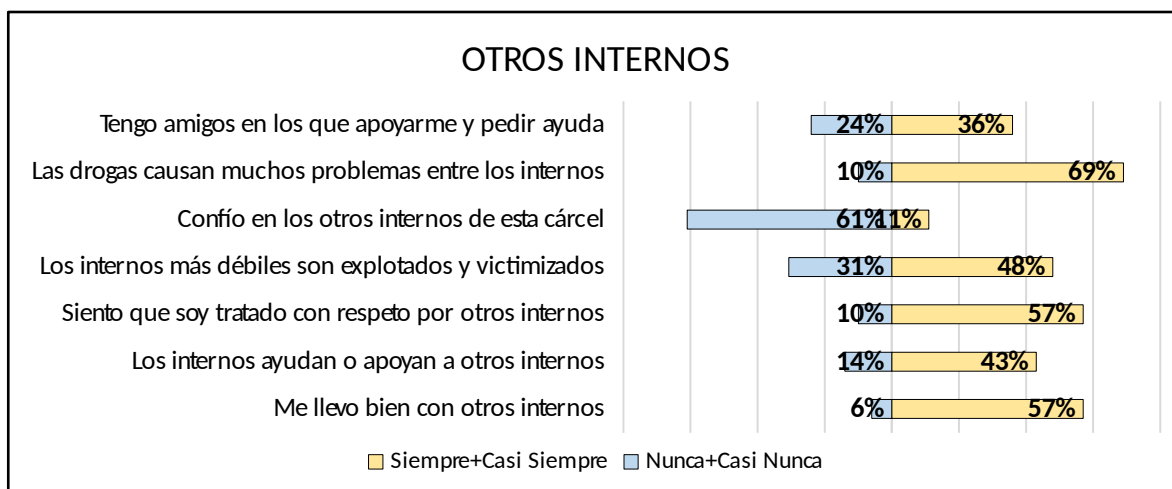 OTROS INTERNOS
Tengo amigos en los que apoyarme y pedir ayuda 24% 36%
Las drogas causan muchos problemas entre los internos 10% 69%
Confío en los otros internos de esta cárcel 61% 11%
Los internos más débiles son explotados y victimizados 31% 48%
Siento que soy tratado con respeto por otros internos 10% 57%
Los internos ayudan o apoyan a otros internos 14% 43%
Me llevo bien con otros internos 6% 57%
Siempre+Casi Siempre Nunca+Casi Nunca